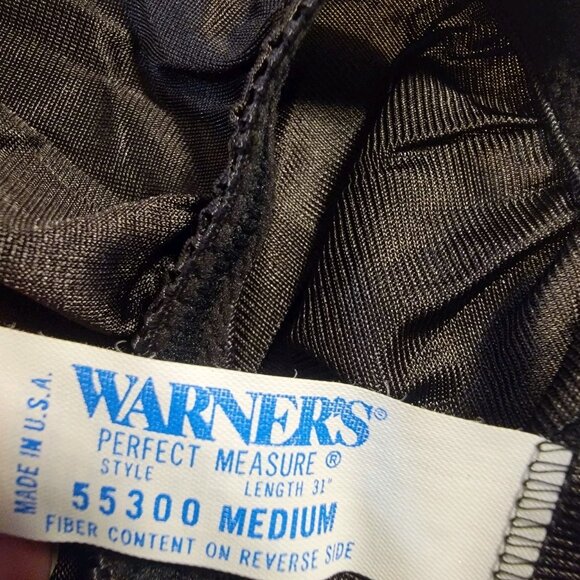 MADE IN U.S.A.
WARNER'S®
PERFECT MEASURE®
STYLE LENGTH 31"
55300 MEDIUM
FIBER CONTENT ON REVERSE SIDE